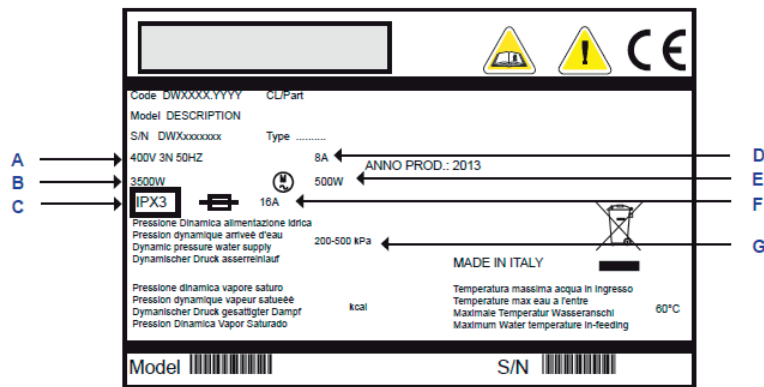 CE
Code DWXXXX.YYYY CL/Part
Model DESCRIPTION
S/N DWXxxxxxx Type ..........
A 400V 3N 50HZ 8A D
ANNO PROD.: 2013
B 3500W 500W E
C IPX3 16A F
Pressione Dinamica alimentazione idrica
Pression dynamique arriveè d'eau
Dynamic pressure water supply
Dynamischer Druck asserreinlauf
200-500 kPa G
MADE IN ITALY
Pressione dinamica vapore saturo
Pression dynamique vapeur satueèè
Dymanischer Druck gesattigter Dampf
Pression Dinamica Vapor Saturado
kcal
Temperatura massima acqua in ingresso
Temperature max eau a l'entre
Maximale Temperatur Wasseranschl
Maximum Water temperature in-feeding
60°C
Model S/N